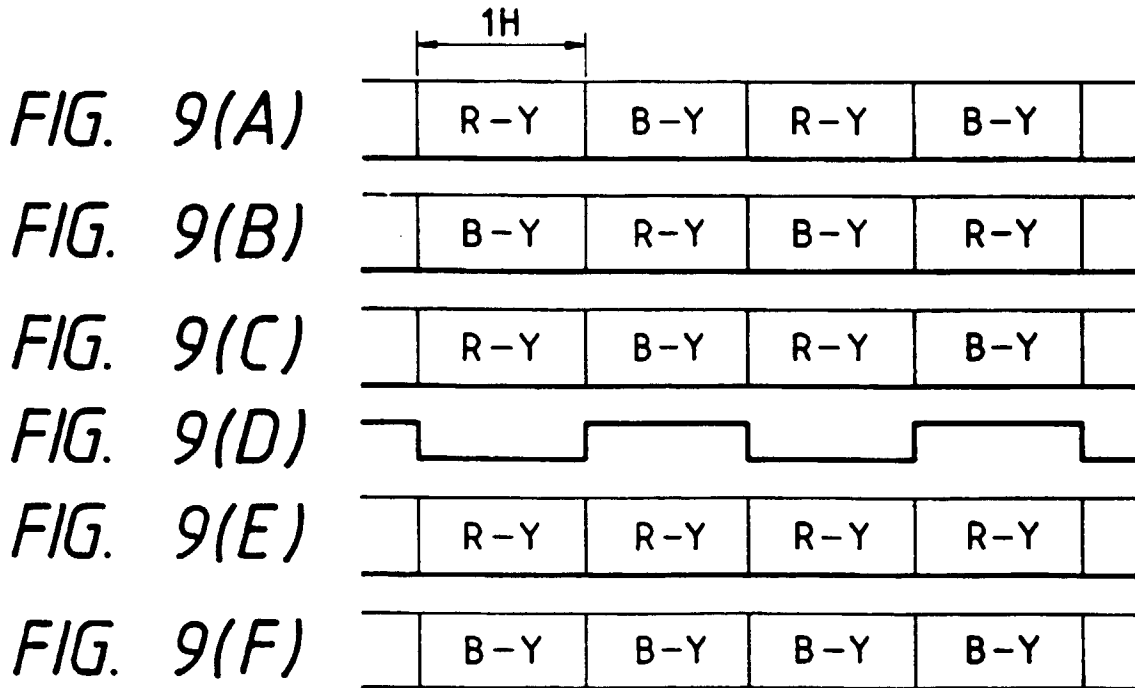 1H
FIG. 9(A) R-Y B-Y R-Y B-Y
FIG. 9(B) B-Y R-Y B-Y R-Y
FIG. 9(C) R-Y B-Y R-Y B-Y
FIG. 9(D)
FIG. 9(E) R-Y R-Y R-Y R-Y
FIG. 9(F) B-Y B-Y B-Y B-Y